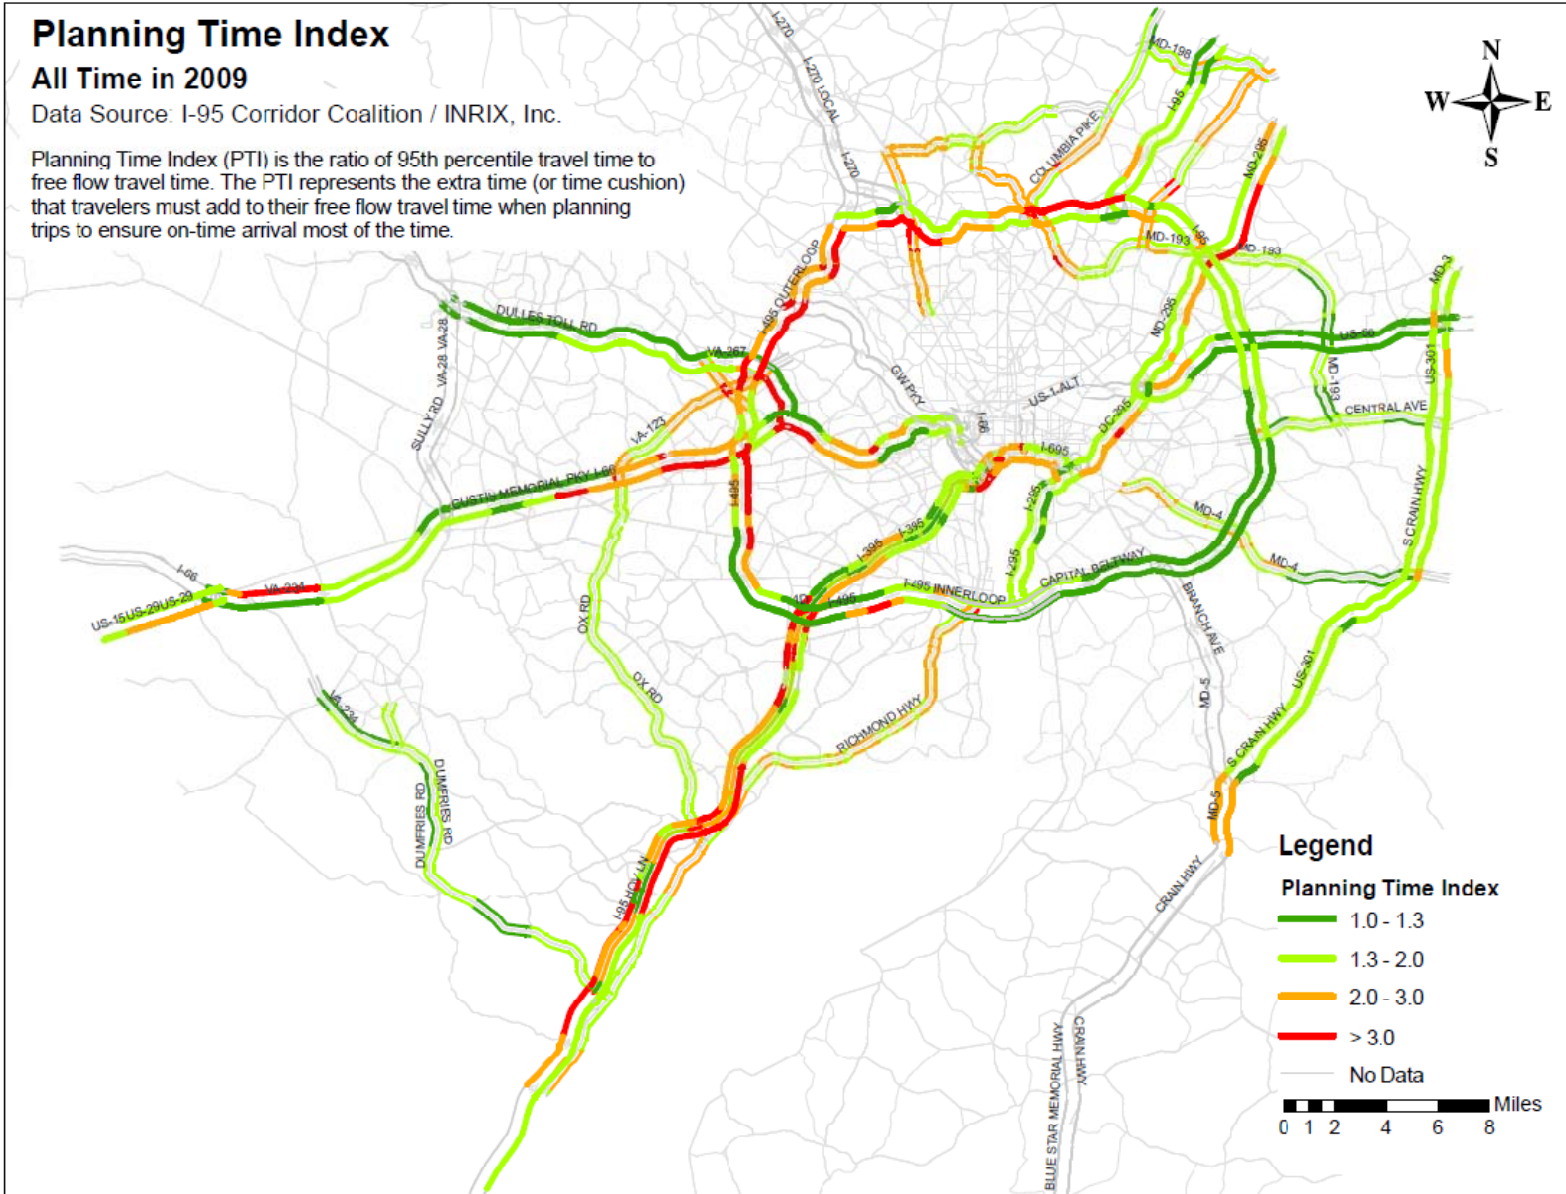 Planning Time Index
All Time in 2009
Data Source: I-95 Corridor Coalition / INRIX, Inc.
Planning Time Index (PTI) is the ratio of 95th percentile travel time to
free flow travel time. The PTI represents the extra time (or time cushion)
that travelers must add to their free flow travel time when planning
trips to ensure on-time arrival most of the time.
N
W E
S
I-270
I-270 LOCAL
I-270
MD-198
I-95
COLUMBIA PIKE
MD-295
I-495 OUTERLOOP
MD-193
I-95
MD-193
MD-3
DULLES TOLL RD
VA-267
VA-28 VA-28
SULLY RD
VA-123
GW PKY
US-1-ALT
I-66
MD-295
US-50
US-301
MD-193
CENTRAL AVE
DC-295
I-695
CUSTIS MEMORIAL PKY I-66
I-495
I-395
I-395
I-295
I-295
MD-4
MD-4
S CRAIN HWY
I-66
VA-234
US-15US-29US-29
I-495
I-495 INNERLOOP
CAPITAL BELTWAY
BRANCH AVE
MD-5
OX RD
OX RD
RICHMOND HWY
US-301
S CRAIN HWY
MD-5
VA-234
DUMFRIES RD
DUMFRIES RD
I-95 HOV LN
CRAIN HWY
CRAIN HWY
BLUE STAR MEMORIAL HWY
Legend
Planning Time Index
1.0 - 1.3
1.3 - 2.0
2.0 - 3.0
> 3.0
No Data
Miles
0 1 2 4 6 8